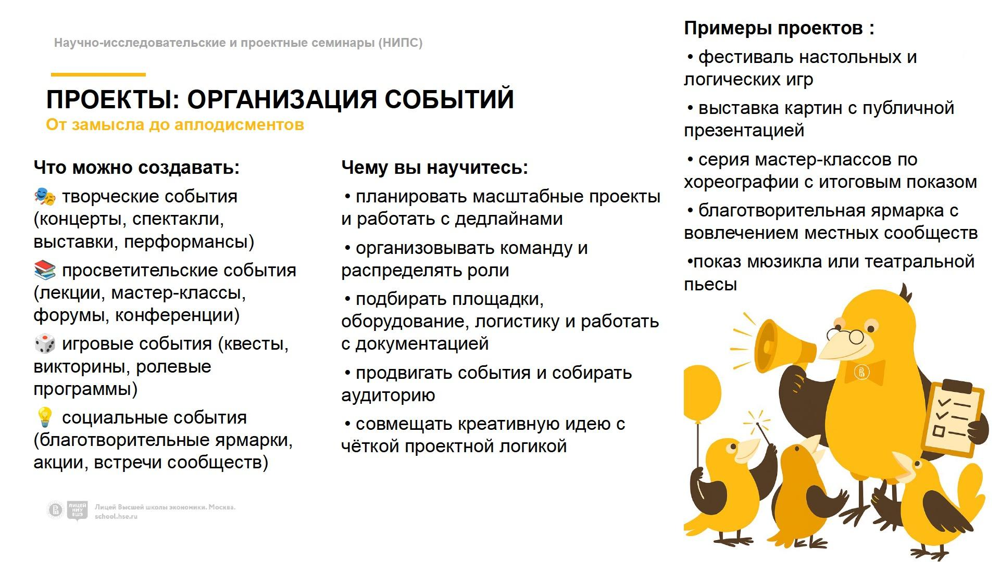 Научно-исследовательские и проектные семинары (НИПС)
ПРОЕКТЫ: ОРГАНИЗАЦИЯ СОБЫТИЙ
От замысла до аплодисментов
Что можно создавать:
🎭 творческие события
(концерты, спектакли,
выставки, перформансы)
📚 просветительские события
(лекции, мастер-классы,
форумы, конференции)
🎲 игровые события (квесты,
викторины, ролевые
программы)
💡 социальные события
(благотворительные ярмарки,
акции, встречи сообществ)
Чему вы научитесь:
• планировать масштабные проекты
и работать с дедлайнами
• организовывать команду и
распределять роли
• подбирать площадки,
оборудование, логистику и работать
с документацией
• продвигать события и собирать
аудиторию
• совмещать креативную идею с
чёткой проектной логикой
Примеры проектов :
• фестиваль настольных и
логических игр
• выставка картин с публичной
презентацией
• серия мастер-классов по
хореографии с итоговым показом
• благотворительная ярмарка с
вовлечением местных сообществ
•показ мюзикла или театральной
пьесы
ЛИЦЕЙ
НИУ
ВШЭ
Лицей Высшей школы экономики. Москва.
school.hse.ru